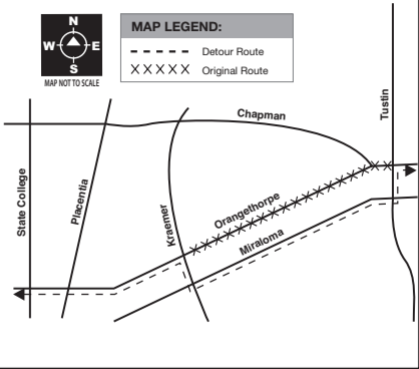 N
W E
S
MAP NOT TO SCALE
MAP LEGEND:
Detour Route
XXXXX Original Route
Chapman
Tustin
State College
Placentia
Kraemer
Orangethorpe
Miraloma